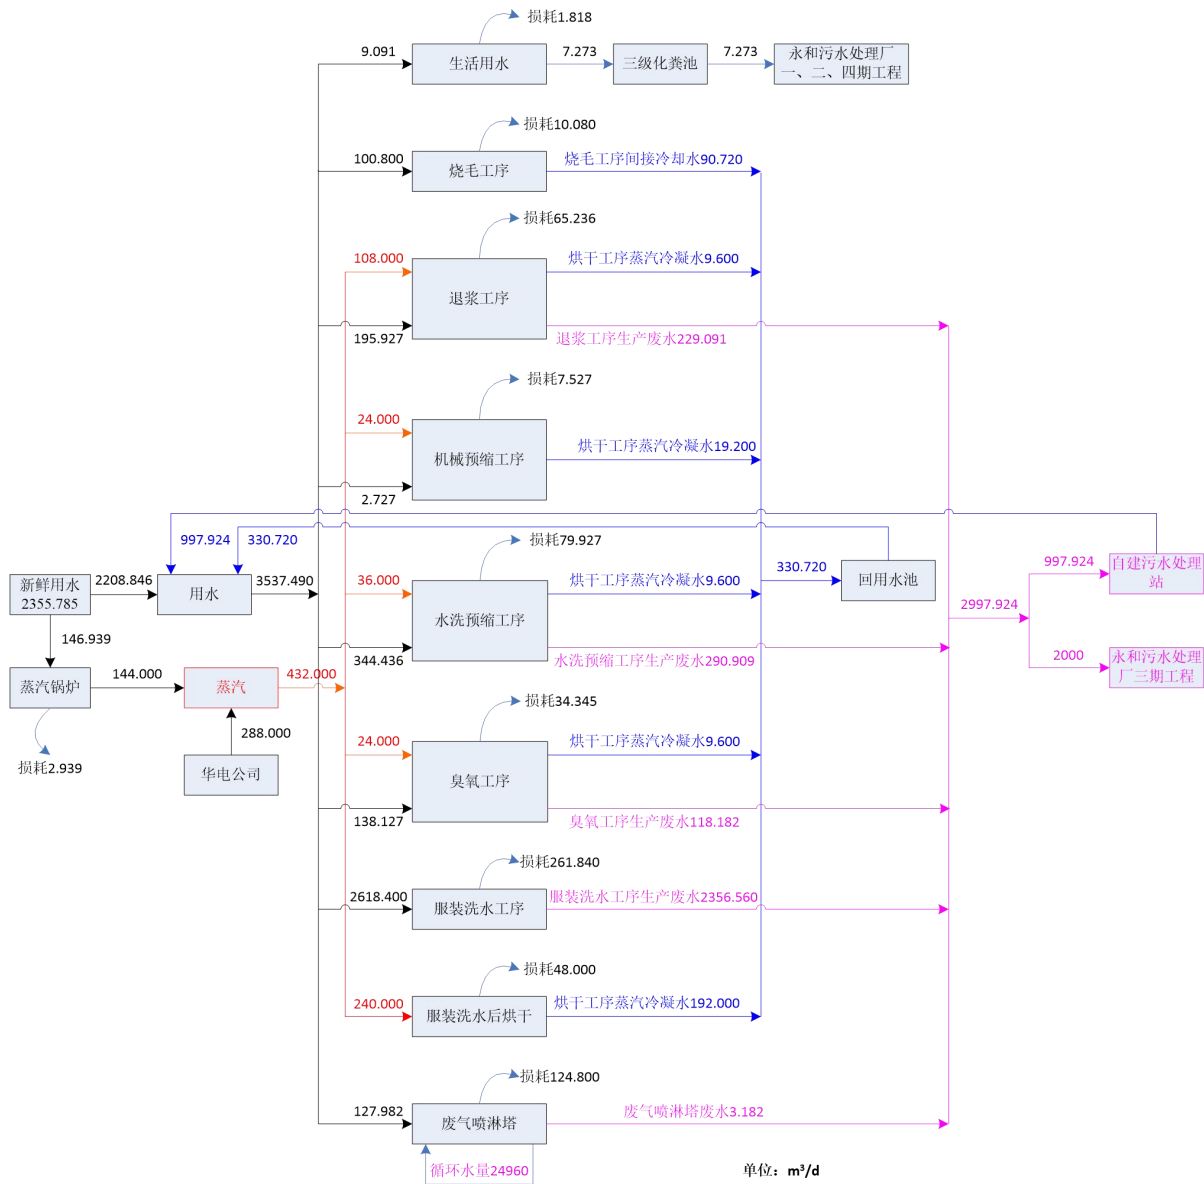 损耗1.818
9.091
生活用水
7.273
三级化粪池
7.273
永和污水处理厂
一、二、四期工程
损耗10.080
100.800
烧毛工序
烧毛工序间接冷却水90.720
损耗65.236
108.000
退浆工序
烘干工序蒸汽冷凝水9.600
195.927
退浆工序生产废水229.091
损耗7.527
24.000
机械预缩工序
烘干工序蒸汽冷凝水19.200
2.727
997.924
330.720
损耗79.927
新鲜用水
2355.785
2208.846
用水
3537.490
36.000
水洗预缩工序
烘干工序蒸汽冷凝水9.600
330.720
回用水池
997.924
自建污水处理
站
2997.924
146.939
344.436
水洗预缩工序生产废水290.909
2000
永和污水处理
厂三期工程
蒸汽锅炉
144.000
蒸汽
432.000
损耗34.345
288.000
24.000
臭氧工序
烘干工序蒸汽冷凝水9.600
损耗2.939
华电公司
138.127
臭氧工序生产废水118.182
损耗261.840
2618.400
服装洗水工序
服装洗水工序生产废水2356.560
损耗48.000
240.000
服装洗水后烘干
烘干工序蒸汽冷凝水192.000
损耗124.800
127.982
废气喷淋塔
废气喷淋塔废水3.182
循环水量24960
单位：m³/d